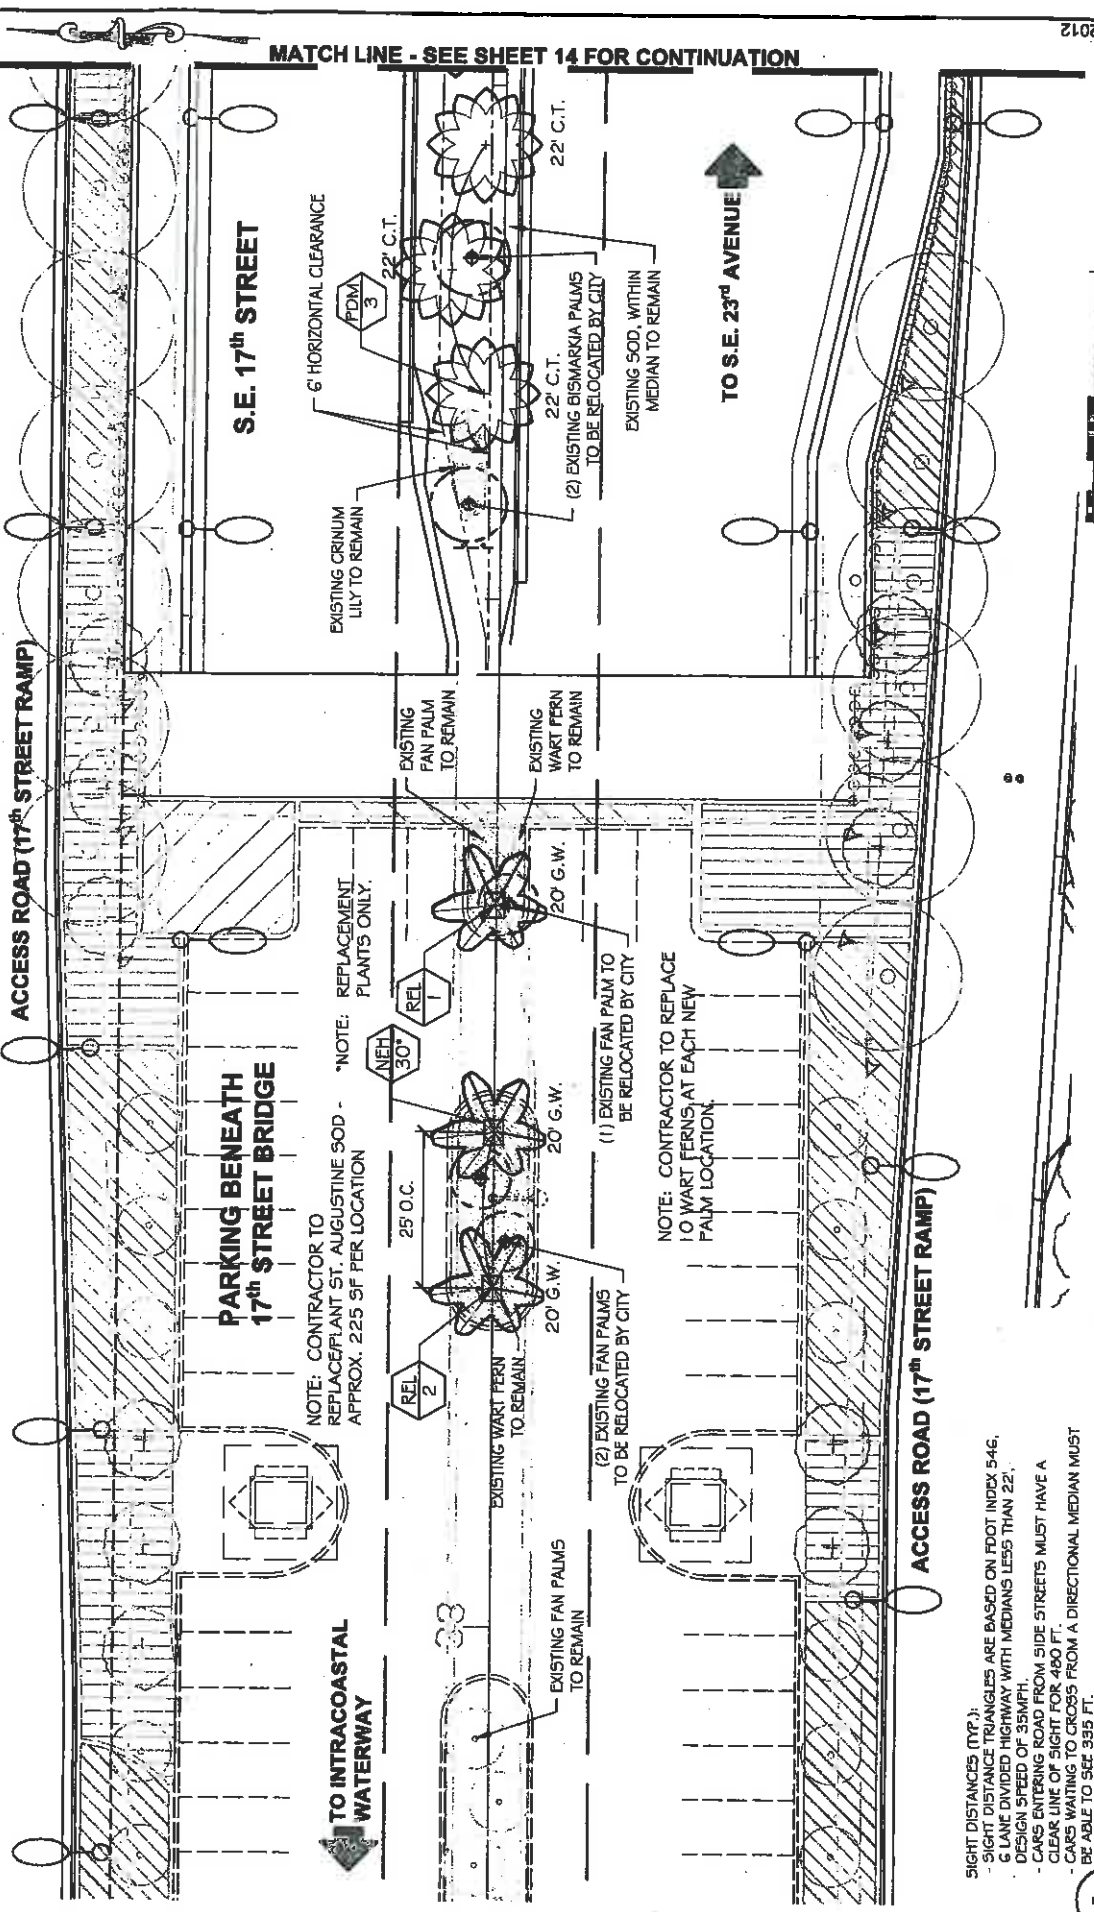 2012
MATCH LINE - SEE SHEET 14 FOR CONTINUATION
ACCESS ROAD (17th STREET RAMP)
S.E. 17th STREET
6' HORIZONTAL CLEARANCE
PDM
3
22' C.T.
22' C.T.
22' C.T.
(2) EXISTING BISMARKIA PALMS
TO BE RELOCATED BY CITY
EXISTING SOD, WITHIN
MEDIAN TO REMAIN
TO S.E. 23rd AVENUE
EXISTING CRINUM
LILY TO REMAIN
EXISTING
FAN PALM
TO REMAIN
EXISTING
WART FERN
TO REMAIN
PARKING BENEATH
17th STREET BRIDGE
NOTE: CONTRACTOR TO
REPLACE/PLANT ST. AUGUSTINE SOD -
APPROX. 225 SF PER LOCATION
*NOTE: REPLACEMENT
PLANTS ONLY.
REL
1
NEH
30*
20' G.W.
20' G.W.
20' G.W.
25' O.C.
(1) EXISTING FAN PALM TO
BE RELOCATED BY CITY
NOTE: CONTRACTOR TO REPLACE
10 WART FERNS AT EACH NEW
PALM LOCATION.
REL
2
EXISTING WART FERN
TO REMAIN
(2) EXISTING FAN PALMS
TO BE RELOCATED BY CITY
TO INTRACOASTAL
WATERWAY
33
EXISTING FAN PALMS
TO REMAIN
ACCESS ROAD (17th STREET RAMP)
SIGHT DISTANCES (TYP.):
- SIGHT DISTANCE TRIANGLES ARE BASED ON FDOT INDEX 546,
6 LANE DIVIDED HIGHWAY WITH MEDIANS LESS THAN 22',
DESIGN SPEED OF 35MPH.
- CARS ENTERING ROAD FROM SIDE STREETS MUST HAVE A
CLEAR LINE OF SIGHT FOR 480 FT.
- CARS WAITING TO CROSS FROM A DIRECTIONAL MEDIAN MUST
BE ABLE TO SEE 335 FT.